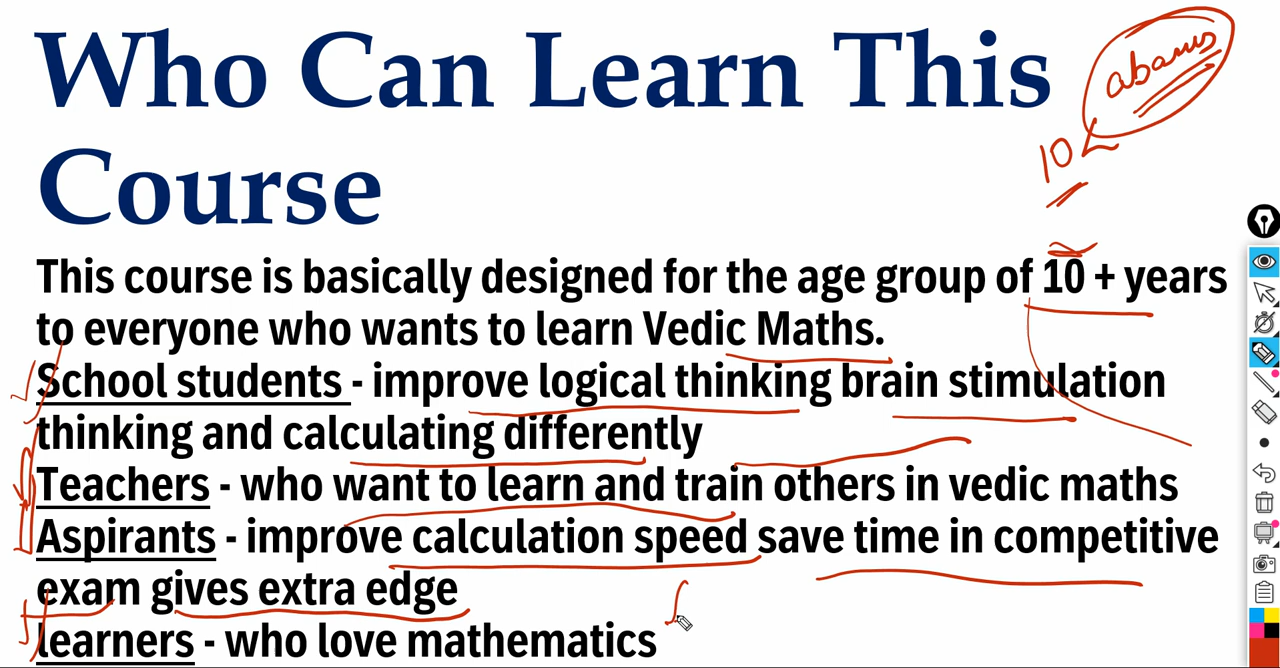 Who Can Learn This
Course
abacus
10
This course is basically designed for the age group of 10 + years
to everyone who wants to learn Vedic Maths.
School students - improve logical thinking brain stimulation
thinking and calculating differently
Teachers - who want to learn and train others in vedic maths
Aspirants - improve calculation speed save time in competitive
exam gives extra edge
learners - who love mathematics